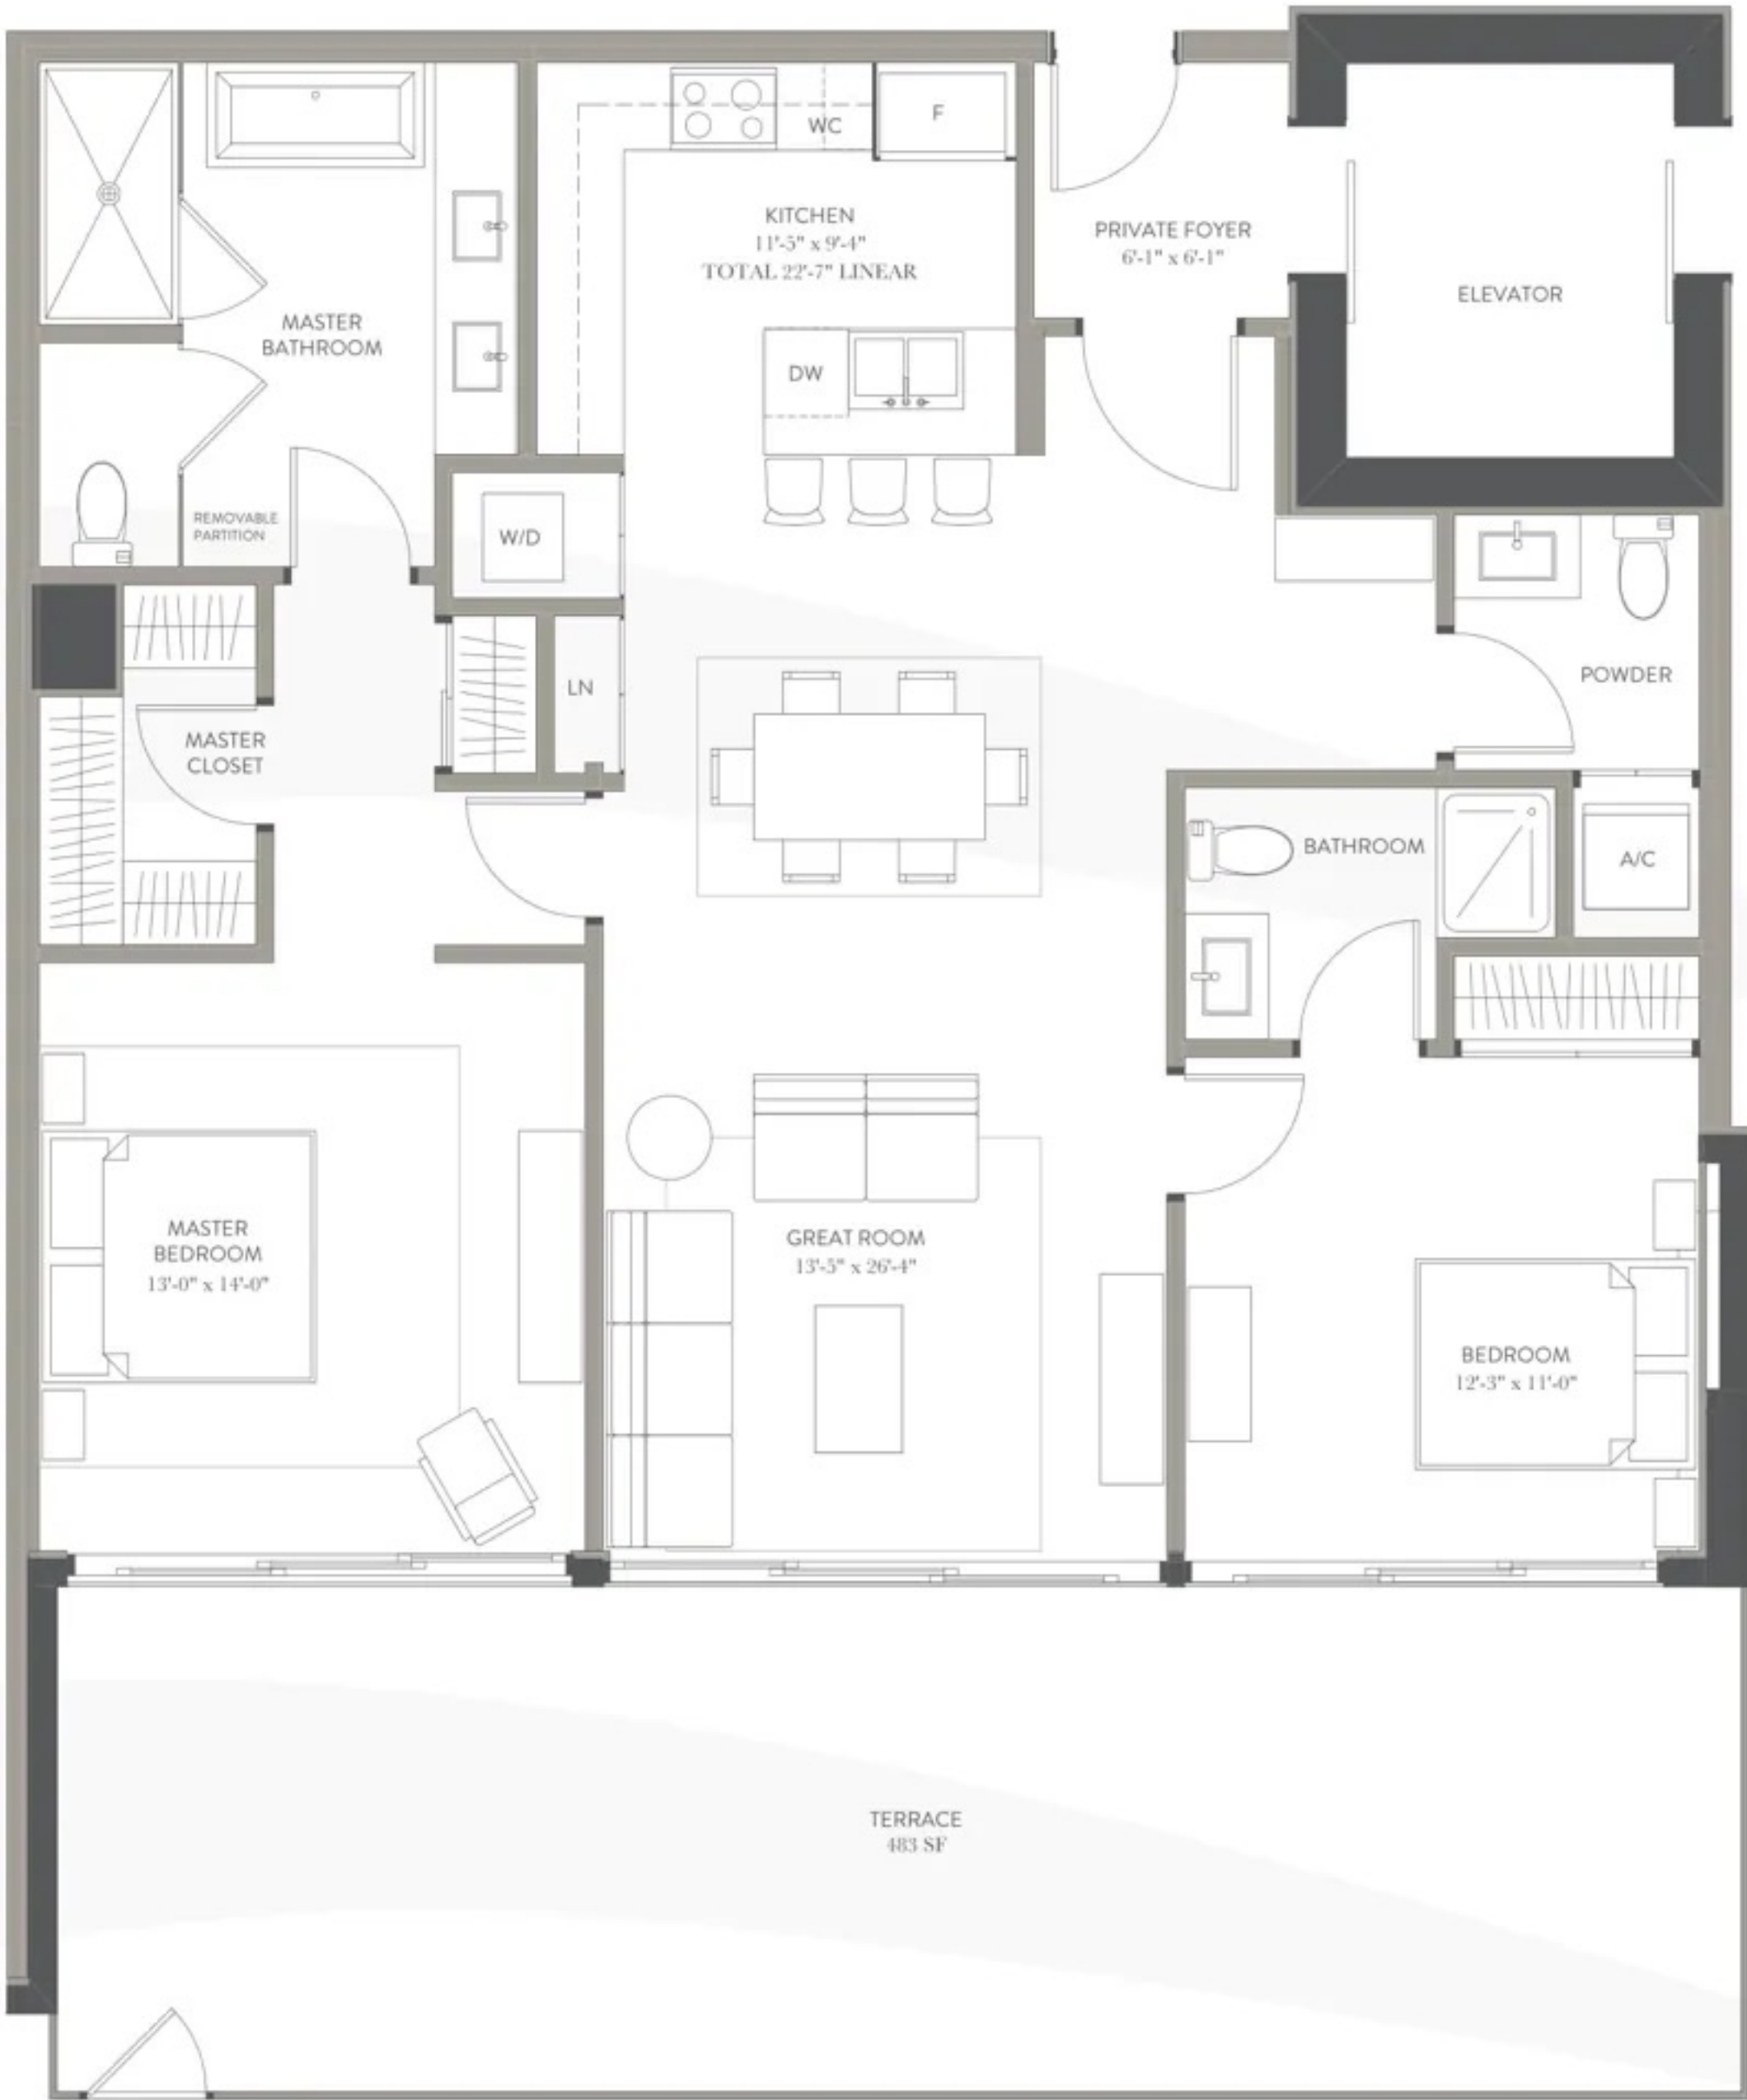 WC
F
KITCHEN
11'-5" x 9'-4"
TOTAL 22'-7" LINEAR
PRIVATE FOYER
6'-1" x 6'-1"
ELEVATOR
MASTER
BATHROOM
DW
REMOVABLE
PARTITION
W/D
LN
POWDER
MASTER
CLOSET
BATHROOM
A/C
MASTER
BEDROOM
13'-0" x 14'-0"
GREAT ROOM
13'-5" x 26'-4"
BEDROOM
12'-3" x 11'-0"
TERRACE
483 SF